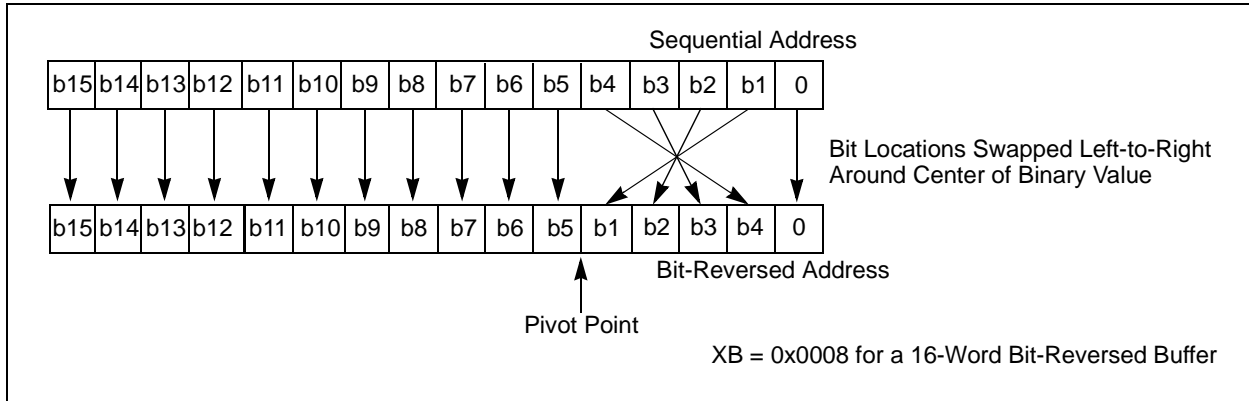 Sequential Address
b15 b14 b13 b12 b11 b10 b9 b8 b7 b6 b5 b4 b3 b2 b1 0
Bit Locations Swapped Left-to-Right
Around Center of Binary Value
b15 b14 b13 b12 b11 b10 b9 b8 b7 b6 b5 b1 b2 b3 b4 0
Bit-Reversed Address
Pivot Point
XB = 0x0008 for a 16-Word Bit-Reversed Buffer